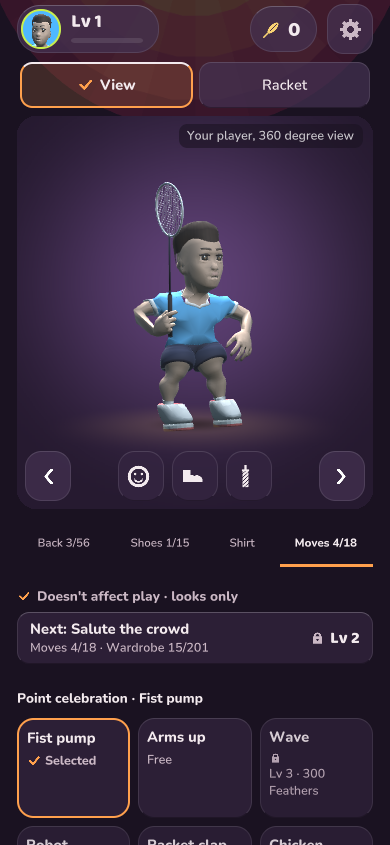 Lv 1
0
View
Racket
Your player, 360 degree view
Back 3/56
Shoes 1/15
Shirt
Moves 4/18
Doesn't affect play · looks only
Next: Salute the crowd
Moves 4/18 · Wardrobe 15/201
Lv 2
Point celebration · Fist pump
Fist pump
Selected
Arms up
Free
Wave
Lv 3 · 300
Feathers
Robot
Racket clap
Chicken